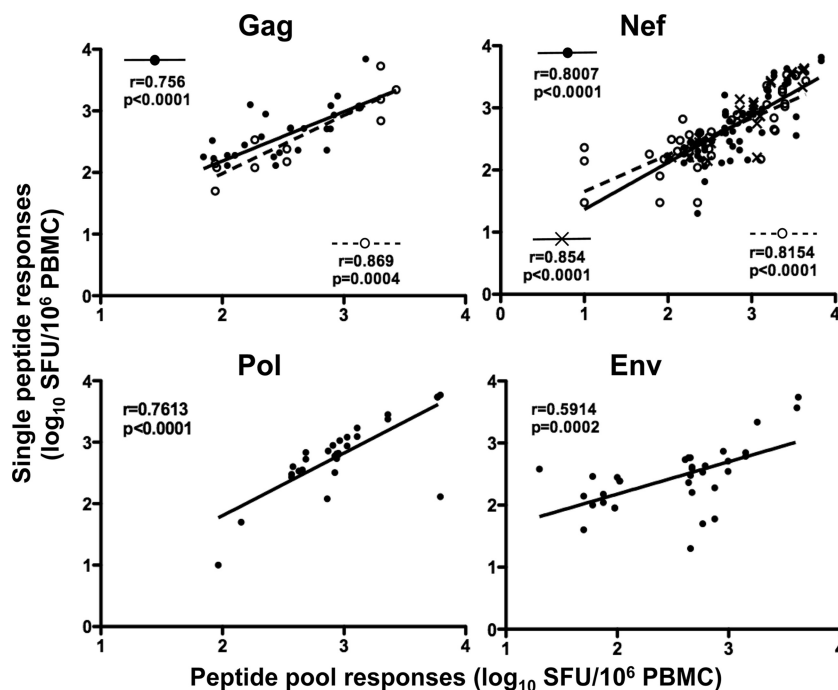 Gag
4
3
2
1
0
1
2
3
4
r=0.756
p<0.0001
r=0.869
p=0.0004
Nef
4
3
2
1
0
0
1
2
3
4
r=0.8007
p<0.0001
r=0.854
p<0.0001
r=0.8154
p<0.0001
Pol
4
3
2
1
0
1
2
3
4
r=0.7613
p<0.0001
Env
4
3
2
1
0
1
2
3
4
r=0.5914
p=0.0002
Single peptide responses
(log₁₀ SFU/10⁶ PBMC)
Peptide pool responses (log₁₀ SFU/10⁶ PBMC)